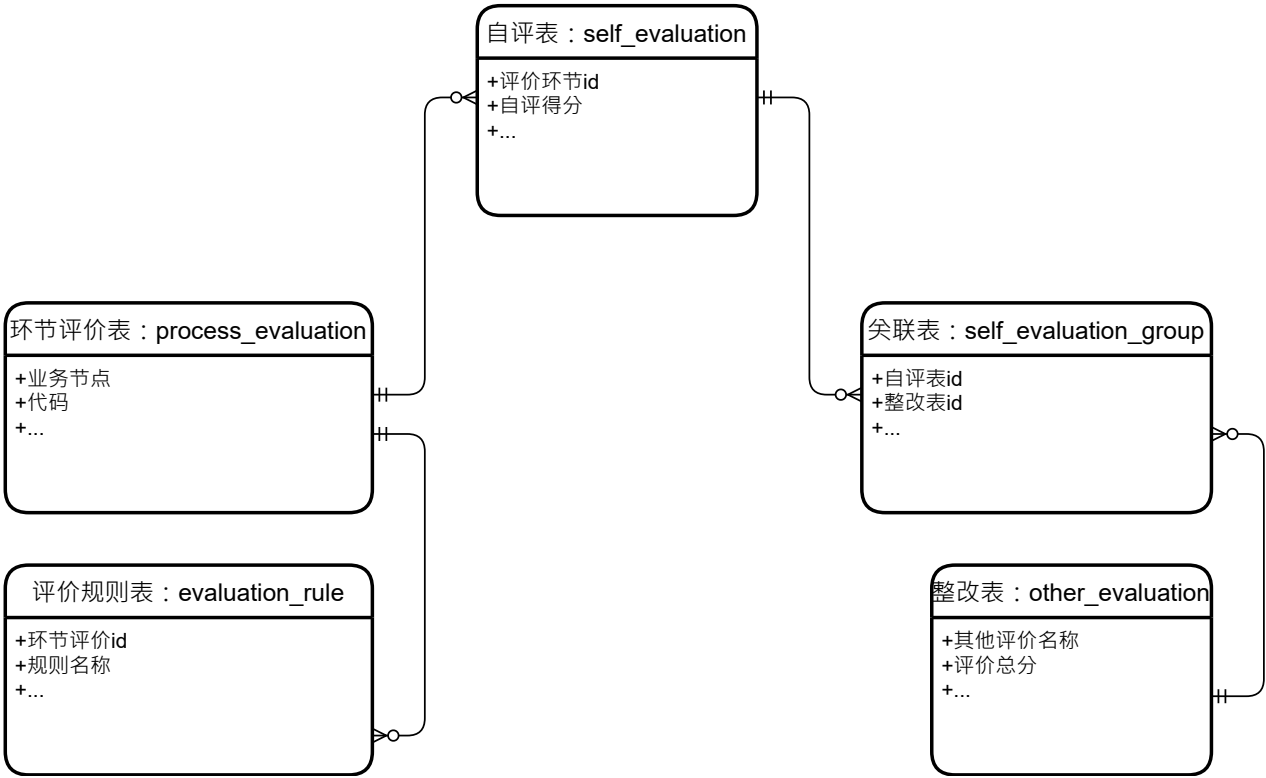 自评表：self_evaluation
+评价环节id
+自评得分
+...
环节评价表：process_evaluation
+业务节点
+代码
+...
关联表：self_evaluation_group
+自评表id
+整改表id
+...
评价规则表：evaluation_rule
+环节评价id
+规则名称
+...
整改表：other_evaluation
+其他评价名称
+评价总分
+...